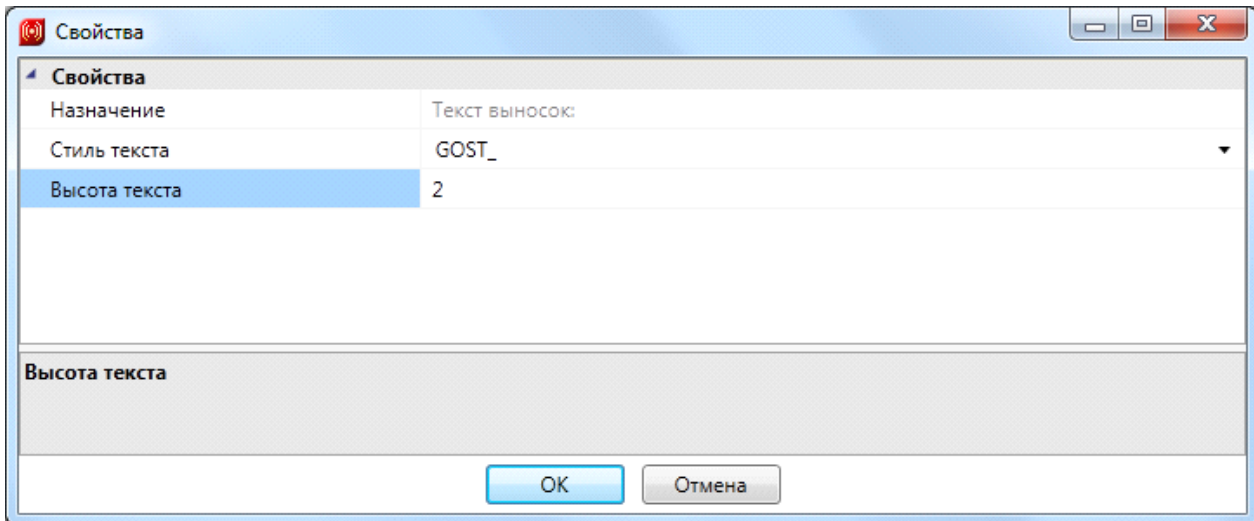 Свойства
Свойства
Назначение Текст выносок:
Стиль текста GOST_
Высота текста 2
Высота текста
OK Отмена